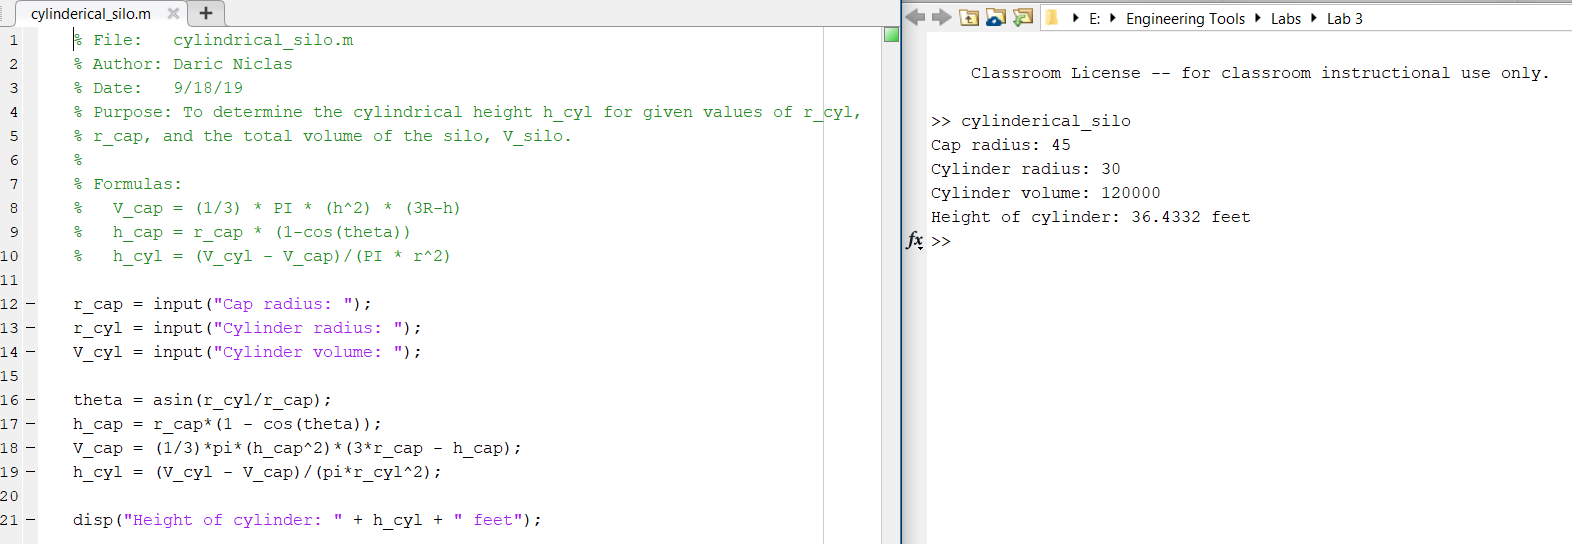 cylinderical_silo.m × +
1 % File:   cylindrical_silo.m
2 % Author: Daric Niclas
3 % Date:   9/18/19
4 % Purpose: To determine the cylindrical height h_cyl for given values of r_cyl,
5 % r_cap, and the total volume of the silo, V_silo.
6 %
7 % Formulas:
8 %   V_cap = (1/3) * PI * (h^2) * (3R-h)
9 %   h_cap = r_cap * (1-cos(theta))
10 %   h_cyl = (V_cyl - V_cap)/(PI * r^2)
11
12 – r_cap = input("Cap radius: ");
13 – r_cyl = input("Cylinder radius: ");
14 – V_cyl = input("Cylinder volume: ");
15
16 – theta = asin(r_cyl/r_cap);
17 – h_cap = r_cap*(1 - cos(theta));
18 – V_cap = (1/3)*pi*(h_cap^2)*(3*r_cap - h_cap);
19 – h_cyl = (V_cyl - V_cap)/(pi*r_cyl^2);
20
21 – disp("Height of cylinder: " + h_cyl + " feet");
E: Engineering Tools Labs Lab 3
Classroom License -- for classroom instructional use only.
>> cylinderical_silo
Cap radius: 45
Cylinder radius: 30
Cylinder volume: 120000
Height of cylinder: 36.4332 feet
fx >>